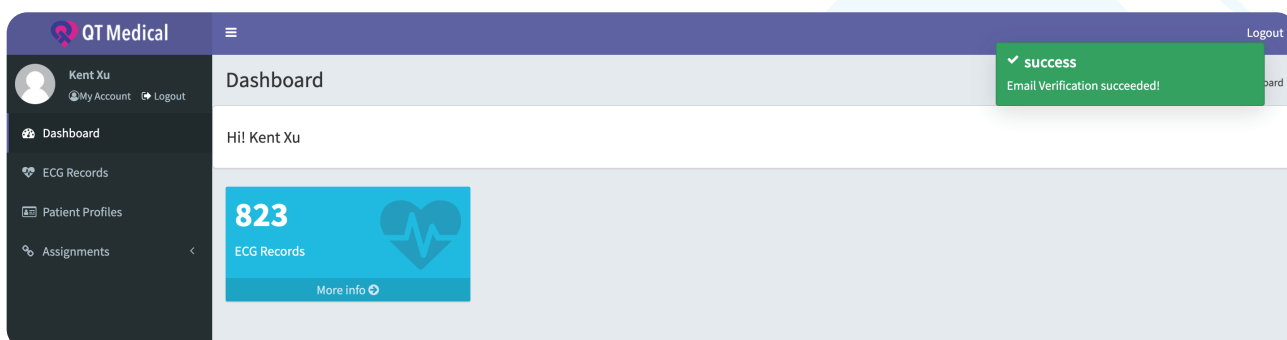 QT Medical
Logout
Kent Xu
My Account Logout
Dashboard
ECG Records
Patient Profiles
Assignments
Dashboard
success
Email Verification succeeded!
Hi! Kent Xu
823
ECG Records
More info